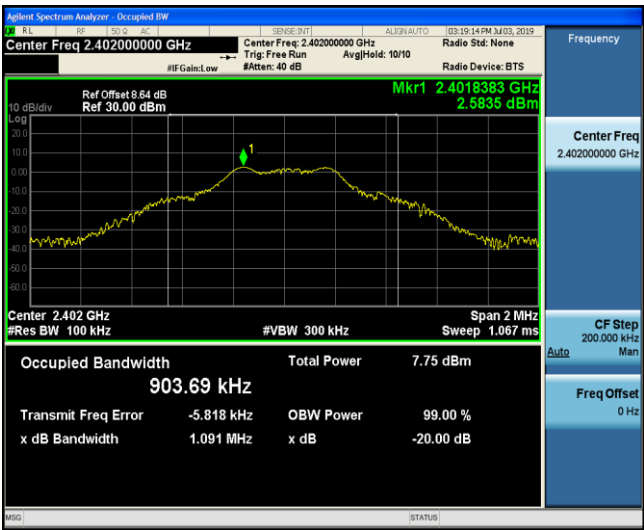 Agilent Spectrum Analyzer - Occupied BW
RL RF 50 Ω AC SENSE:INT ALIGN AUTO 03:19:14 PM Jul 03, 2019
Center Freq 2.402000000 GHz Center Freq: 2.402000000 GHz Radio Std: None Frequency
Trig: Free Run Avg|Hold: 10/10
#IFGain:Low #Atten: 40 dB Radio Device: BTS
Mkr1 2.4018383 GHz
2.5835 dBm
Ref Offset 8.64 dB
10 dB/div Ref 30.00 dBm
Log
20.0
10.0
0.00
-10.0
-20.0
-30.0
-40.0
-50.0
-60.0
1
Center Freq
2.402000000 GHz
Center 2.402 GHz Span 2 MHz
#Res BW 100 kHz #VBW 300 kHz Sweep 1.067 ms
CF Step
200.000 kHz
Auto Man
Occupied Bandwidth Total Power 7.75 dBm
903.69 kHz
Transmit Freq Error -5.818 kHz OBW Power 99.00 %
x dB Bandwidth 1.091 MHz x dB -20.00 dB
Freq Offset
0 Hz
MSG STATUS